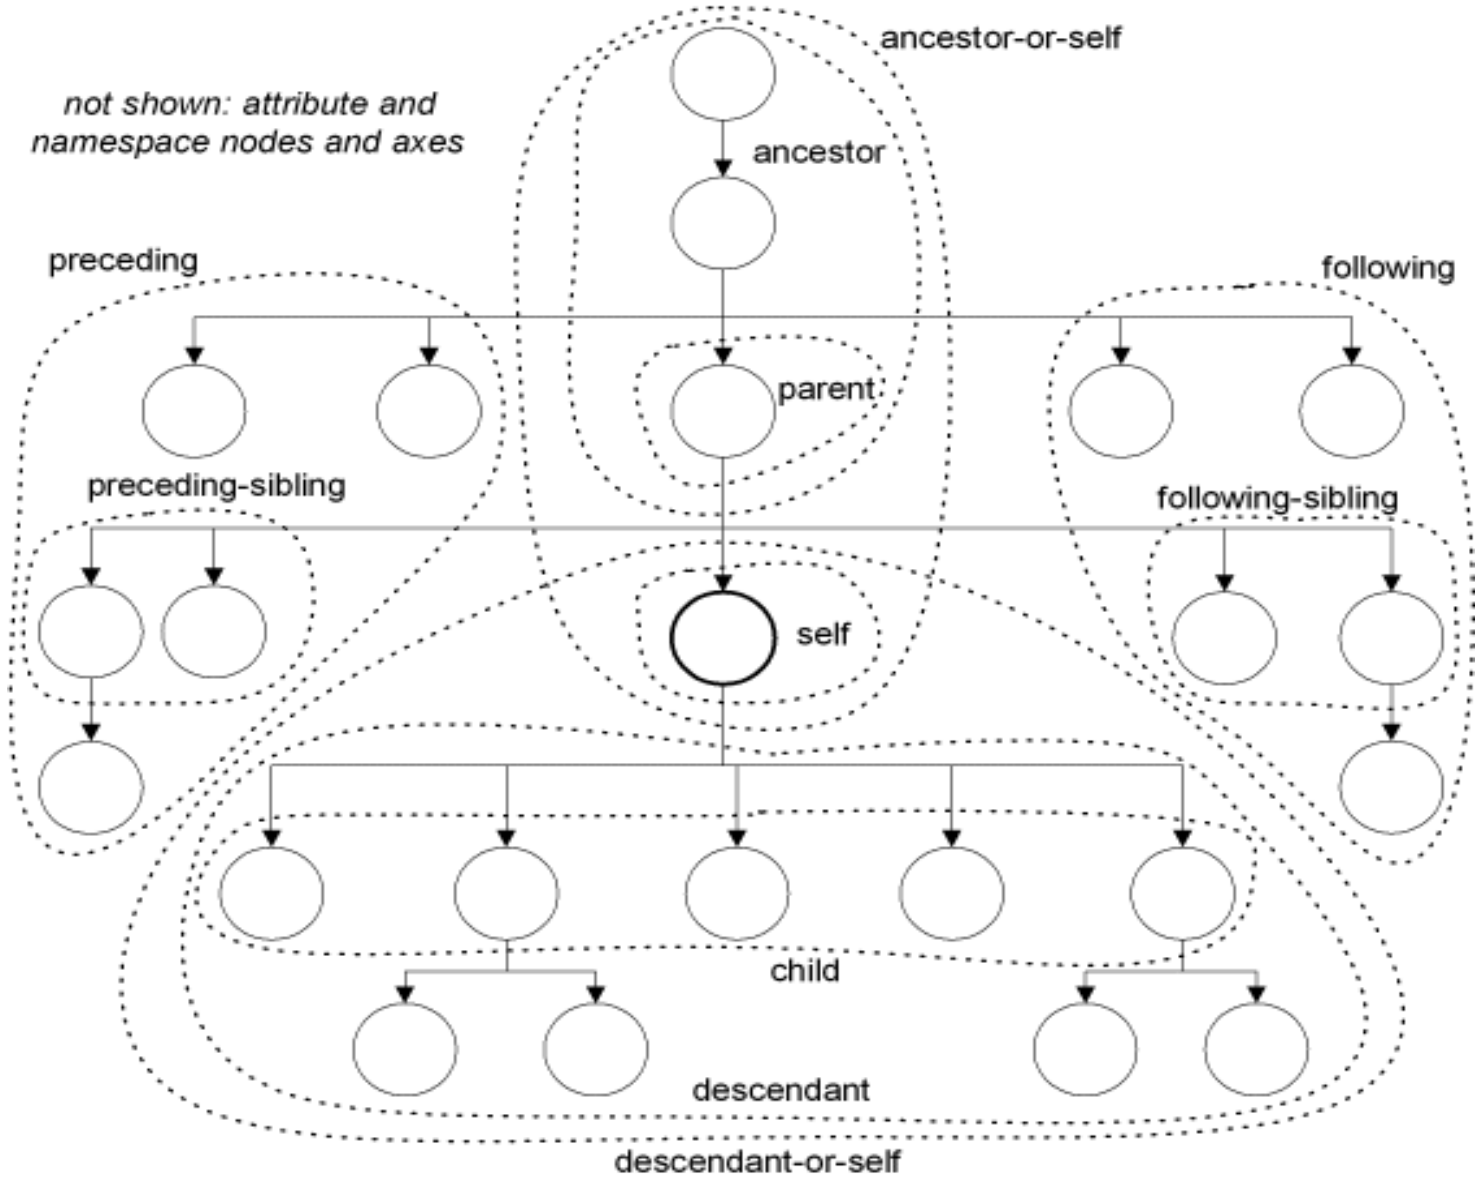 ancestor-or-self
not shown: attribute and
namespace nodes and axes
ancestor
preceding
following
parent
preceding-sibling
following-sibling
self
child
descendant
descendant-or-self